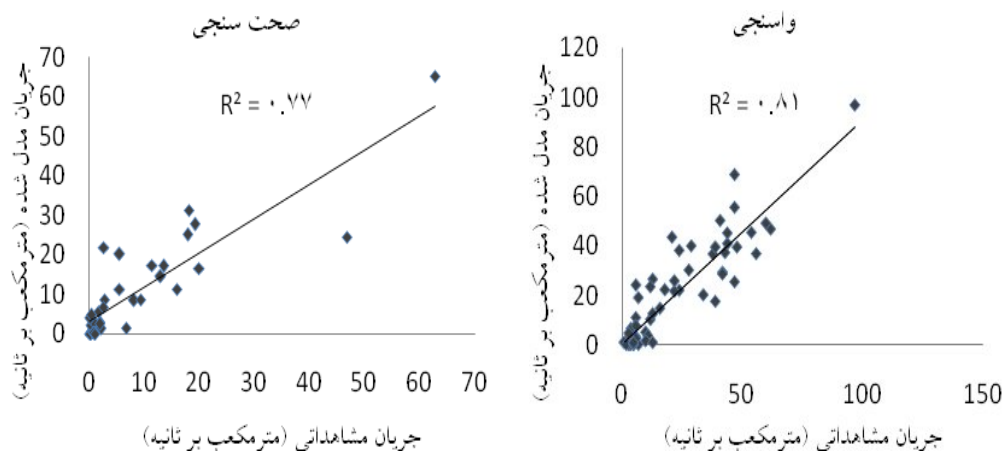 صحت سنجی
جریان مدل شده (مترمکعب بر ثانیه)
70
60
50
40
30
20
10
0
R² = ۰.۷۷
0 10 20 30 40 50 60 70
جریان مشاهداتی (مترمکعب بر ثانیه)
واسنجی
جریان مدل شده (مترمکعب بر ثانیه)
120
100
80
60
40
20
0
R² = ۰.۸۱
0 50 100 150
جریان مشاهداتی (مترمکعب بر ثانیه)